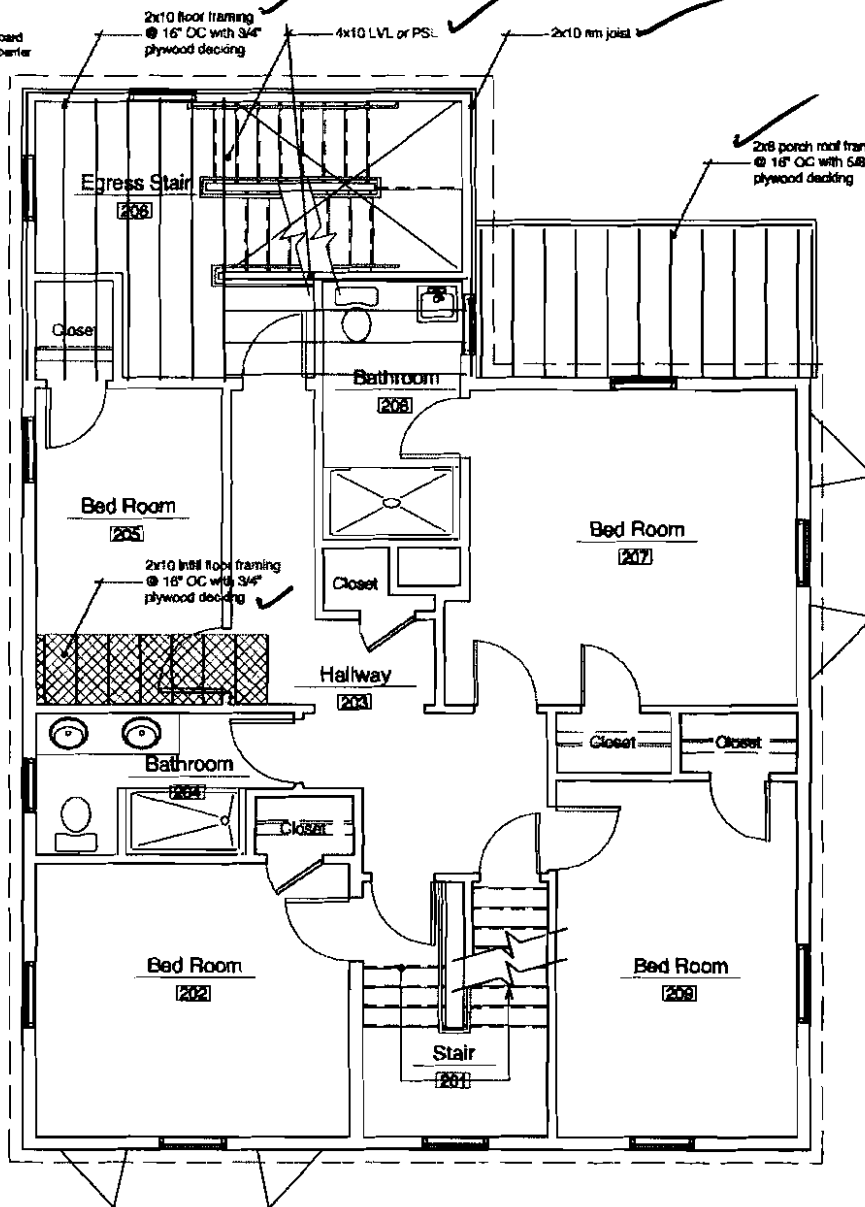 2x10 floor framing
@ 16" OC with 3/4"
plywood decking
4x10 LVL or PSL
2x10 rim joist
2x8 porch roof fram
@ 16" OC with 5/8
plywood decking
Egress Stair
206
Closet
Bathroom
208
Bed Room
205
Bed Room
207
2x10 infill floor framing
@ 16" OC with 3/4"
plywood decking
Closet
Hallway
203
Closet
Closet
Bathroom
204
Closet
Bed Room
202
Bed Room
209
Stair
201